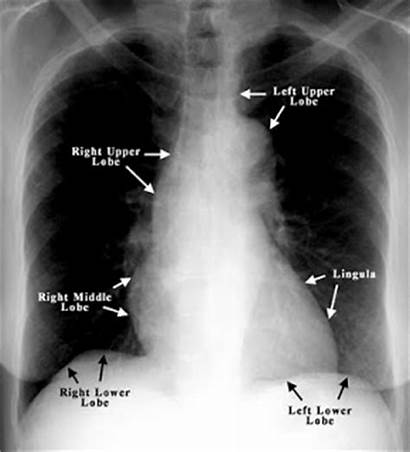 Left Upper
Lobe
Right Upper
Lobe
Lingula
Right Middle
Lobe
Right Lower
Lobe
Left Lower
Lobe